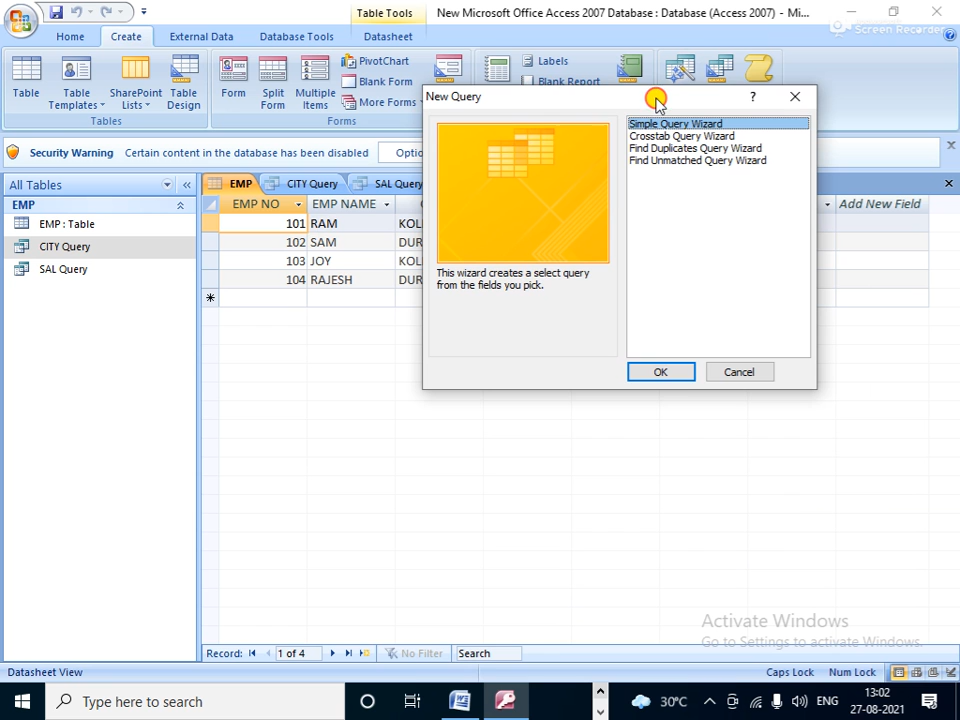 Table Tools
New Microsoft Office Access 2007 Database : Database (Access 2007) - Mi...
Home
Create
External Data
Database Tools
Datasheet
Screen Recorder
Table
Table Templates
SharePoint Lists
Table Design
Tables
Form
Split Form
Multiple Items
PivotChart
Blank Form
More Forms
Forms
Labels
Blank Report
Security Warning
Certain content in the database has been disabled
Optio
New Query
?
Simple Query Wizard
Crosstab Query Wizard
Find Duplicates Query Wizard
Find Unmatched Query Wizard
This wizard creates a select query
from the fields you pick.
OK
Cancel
All Tables
EMP
EMP : Table
CITY Query
SAL Query
EMP
CITY Query
SAL Query
EMP NO
EMP NAME
Add New Field
101 RAM KOL
102 SAM DUR
103 JOY KOL
104 RAJESH DUR
Activate Windows
Go to Settings to activate Windows.
Record:
1 of 4
No Filter
Search
Datasheet View
Caps Lock
Num Lock
Type here to search
30°C
ENG
13:02
27-08-2021